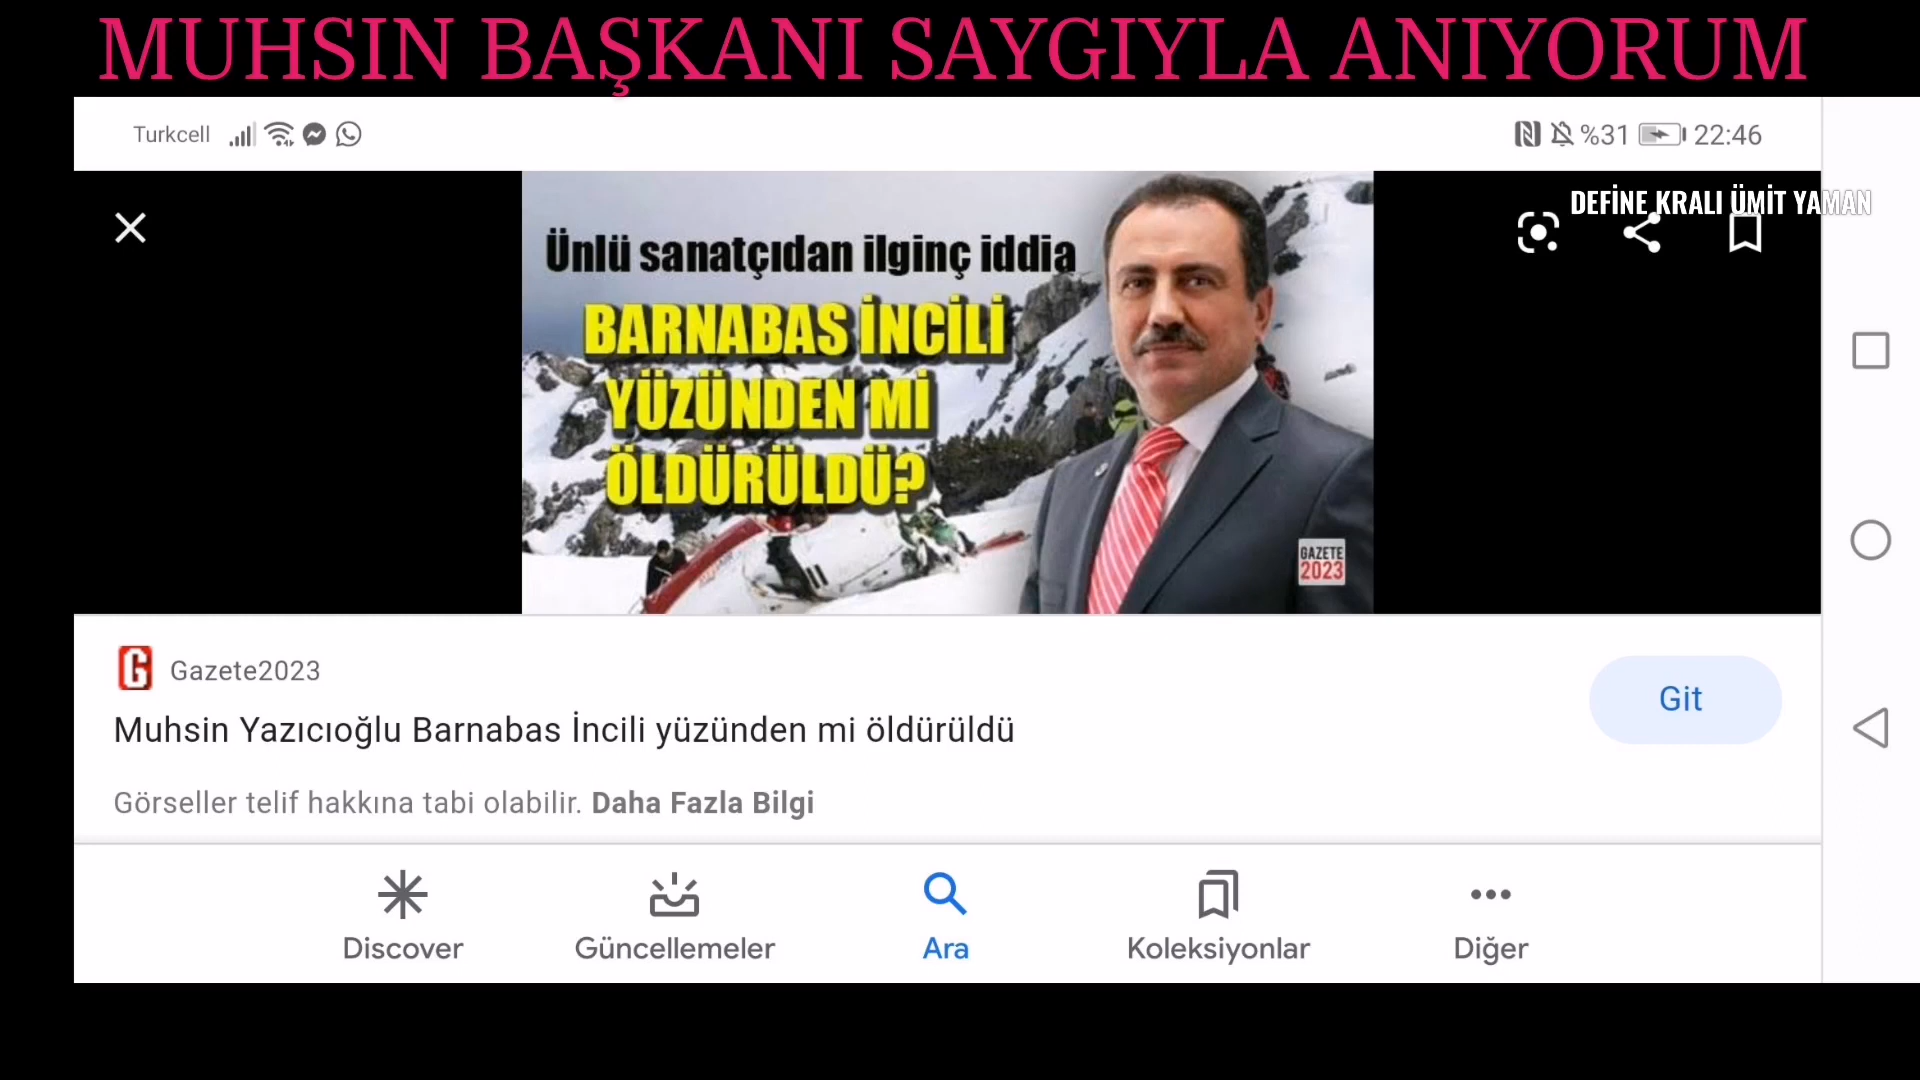 MUHSIN BAŞKANI SAYGIYLA ANIYORUM
Turkcell %31 22:46
DEFİNE KRALI ÜMİT YAMAN
Ünlü sanatçıdan ilginç iddia
BARNABAS İNCİLİ
YÜZÜNDEN Mİ
ÖLDÜRÜLDÜ?
GAZETE
2023
Gazete2023
Git
Muhsin Yazıcıoğlu Barnabas İncili yüzünden mi öldürüldü
Görseller telif hakkına tabi olabilir. Daha Fazla Bilgi
Discover Güncellemeler Ara Koleksiyonlar Diğer